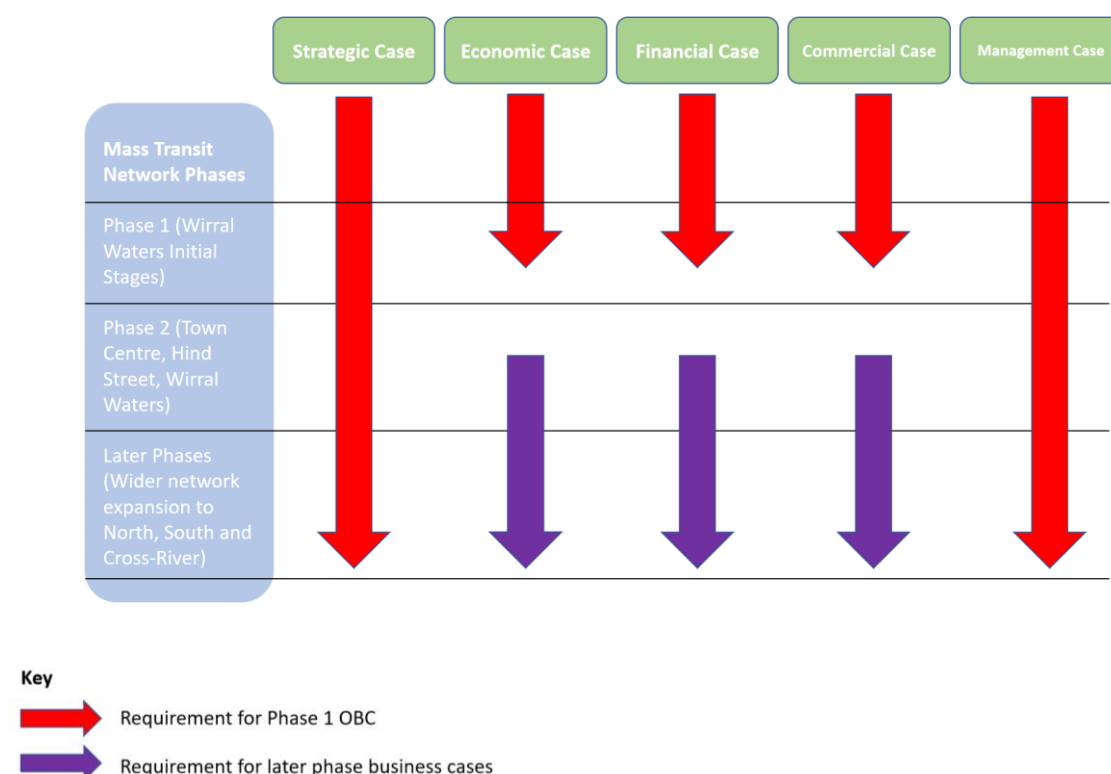 Strategic Case
Economic Case
Financial Case
Commercial Case
Management Case
Mass Transit
Network Phases
Phase 1 (Wirral
Waters Initial
Stages)
Phase 2 (Town
Centre, Hind
Street, Wirral
Waters)
Later Phases
(Wider network
expansion to
North, South and
Cross-River)
Key
Requirement for Phase 1 OBC
Requirement for later phase business cases